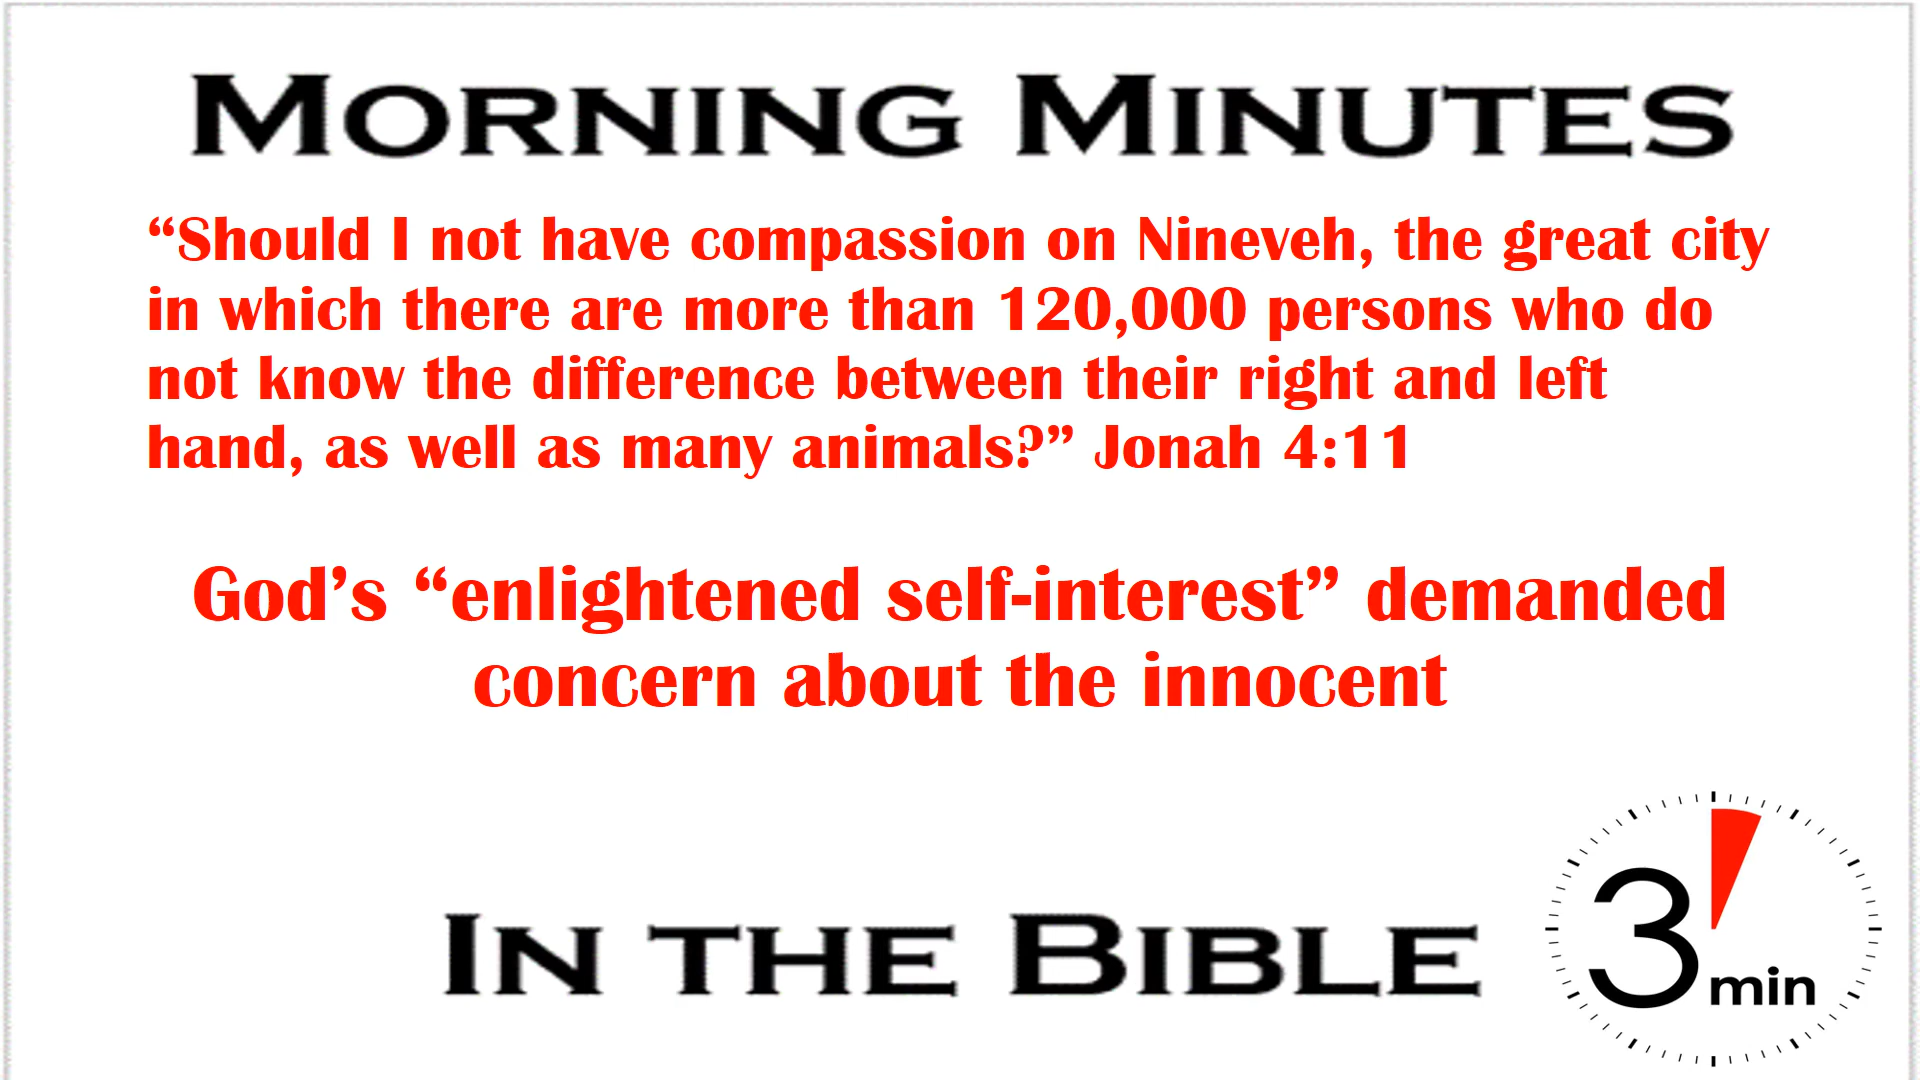 MORNING MINUTES
“Should I not have compassion on Nineveh, the great city
in which there are more than 120,000 persons who do
not know the difference between their right and left
hand, as well as many animals?” Jonah 4:11
God’s “enlightened self-interest” demanded
concern about the innocent
IN THE BIBLE
3 min